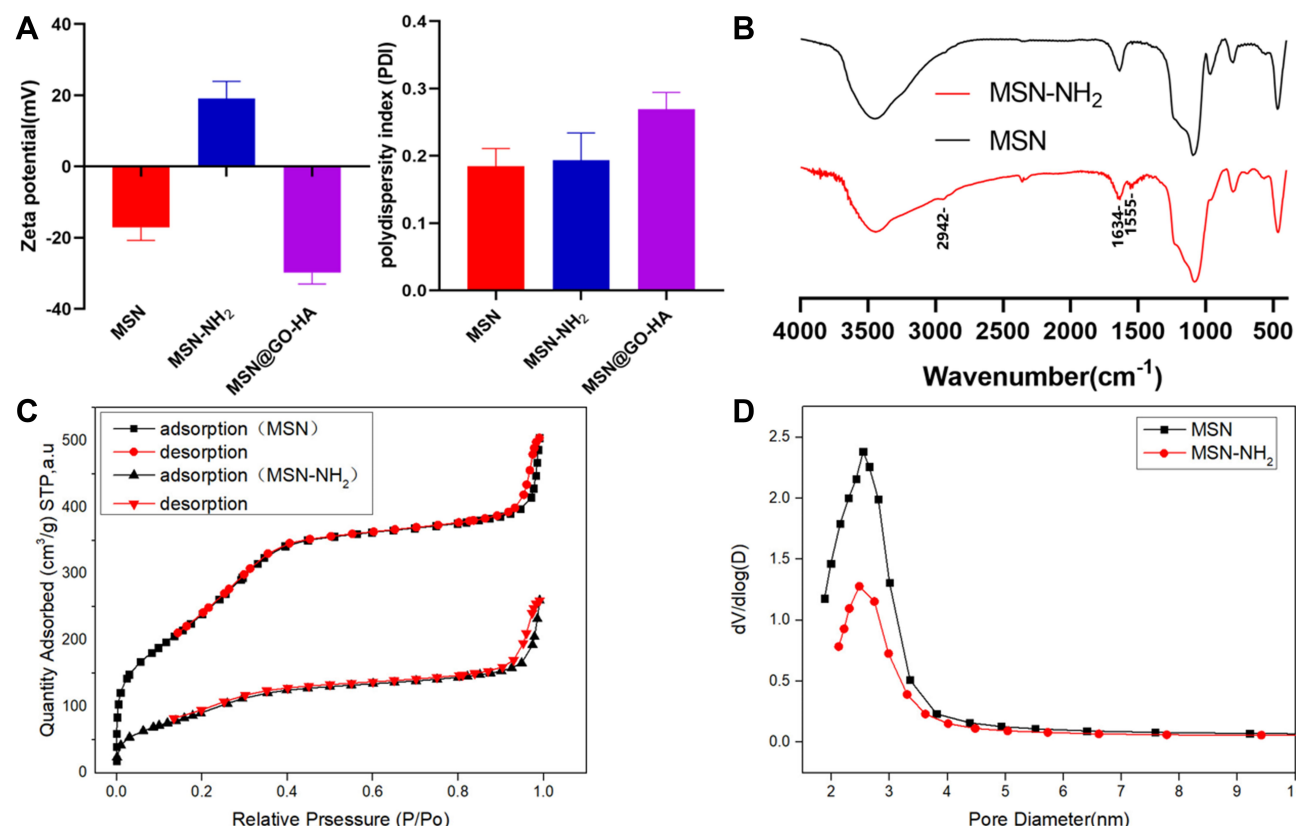 A
Zeta potential(mV)
40
20
0
-20
-40
MSN
MSN-NH2
MSN@GO-HA
polydispersity index (PDI)
0.4
0.3
0.2
0.1
0.0
MSN
MSN-NH2
MSN@GO-HA
B
MSN-NH2
MSN
2942-
1634-
1555-
4000 3500 3000 2500 2000 1500 1000 500
Wavenumber(cm-1)
C
adsorption（MSN）
desorption
adsorption（MSN-NH2）
desorption
Quantity Adsorbed (cm3/g) STP,a.u
500
400
300
200
100
0
0.0 0.2 0.4 0.6 0.8 1.0
Relative Prsessure (P/Po)
D
MSN
MSN-NH2
dV/dlog(D)
2.5
2.0
1.5
1.0
0.5
0.0
2 3 4 5 6 7 8 9
Pore Diameter(nm)